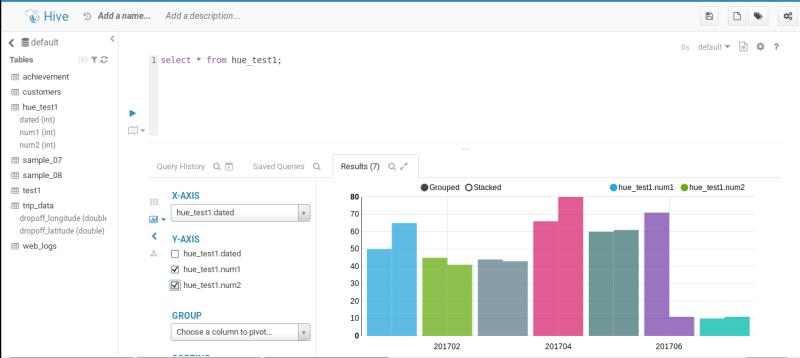 Hive Add a name... Add a description...
default
Tables (8)
achievement
customers
hue_test1
dated (int)
num1 (int)
num2 (int)
sample_07
sample_08
test1
trip_data
dropoff_longitude (double
dropoff_latitude (double)
web_logs
0s default ?
1 select * from hue_test1;
Query History Saved Queries Results (7)
X-AXIS
hue_test1.dated
Y-AXIS
hue_test1.dated
hue_test1.num1
hue_test1.num2
GROUP
Choose a column to pivot...
Grouped Stacked hue_test1.num1 hue_test1.num2
80
70
60
50
40
30
20
10
0
201702 201704 201706